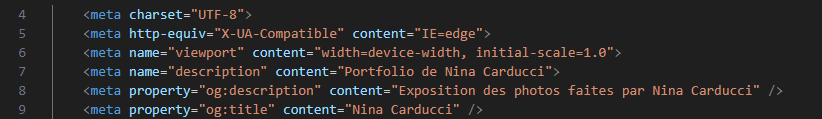 4 <meta charset="UTF-8">
5 <meta http-equiv="X-UA-Compatible" content="IE=edge">
6 <meta name="viewport" content="width=device-width, initial-scale=1.0">
7 <meta name="description" content="Portfolio de Nina Carducci">
8 <meta property="og:description" content="Exposition des photos faites par Nina Carducci" />
9 <meta property="og:title" content="Nina Carducci" />